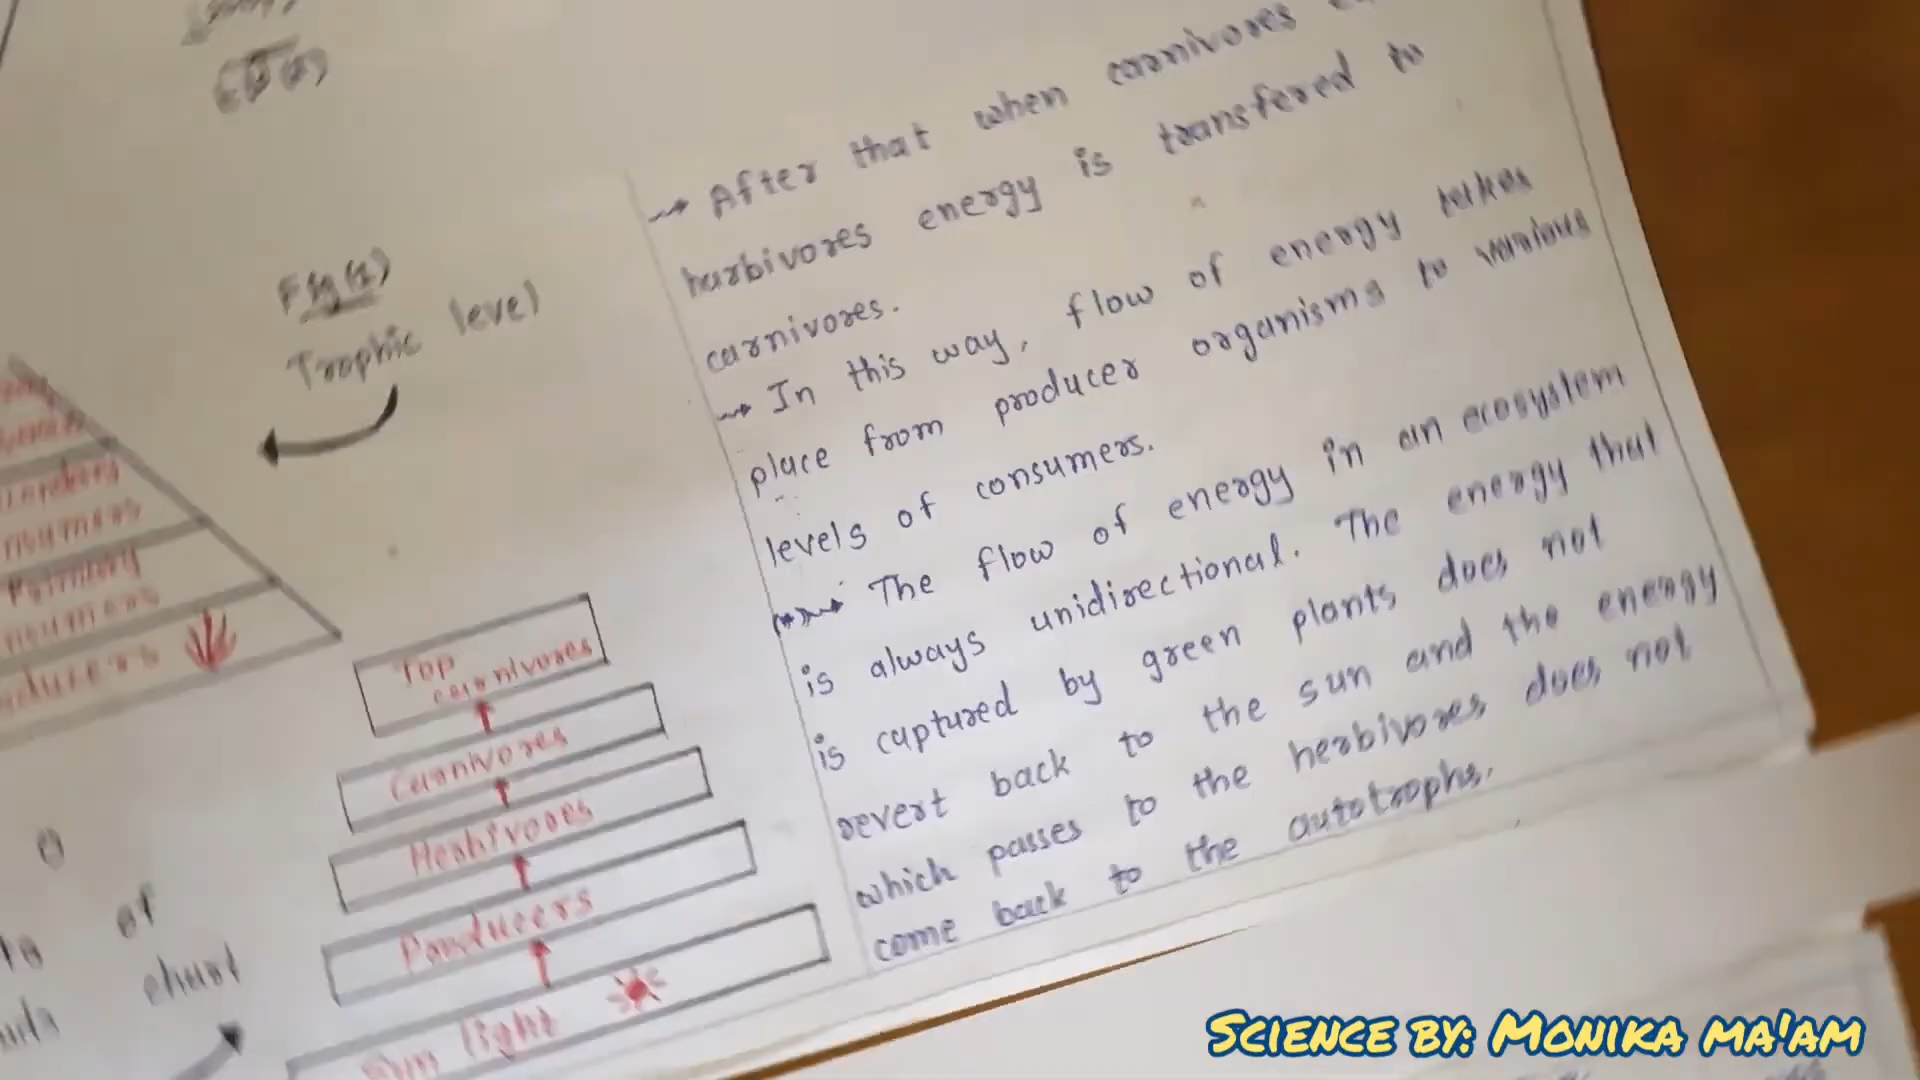 Trophic level
Top
carnivores
Carnivores
Herbivores
Producers
Sun light
of
chart
→ After that when carnivores
harbivores energy is transfered to
carnivores.
→ In this way, flow of energy takes
place from producer organisms to various
levels of consumers.
→ The flow of energy in an ecosystem
is always unidirectional. The energy that
is captured by green plants does not
revert back to the sun and the energy
which passes to the herbivores does not
come back to the autotrophs.
Science by: Monika ma'am